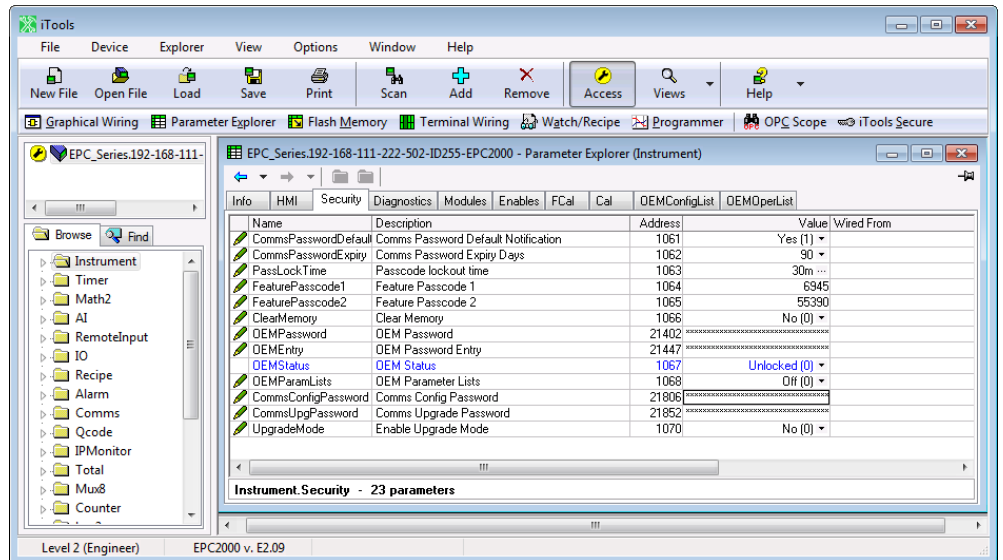 iTools
File Device Explorer View Options Window Help
New File Open File Load Save Print Scan Add Remove Access Views Help
Graphical Wiring Parameter Explorer Flash Memory Terminal Wiring Watch/Recipe Programmer OPC Scope iTools Secure
EPC_Series.192-168-111-
EPC_Series.192-168-111-222-502-ID255-EPC2000 - Parameter Explorer (Instrument)
Info HMI Security Diagnostics Modules Enables FCal Cal OEMConfigList OEMOperList
Browse Find
Instrument
Timer
Math2
AI
RemoteInput
IO
Recipe
Alarm
Comms
Qcode
IPMonitor
Total
Mux8
Counter
Name Description Address Value Wired From
CommsPasswordDefaul Comms Password Default Notification 1061 Yes (1)
CommsPasswordExpiry Comms Password Expiry Days 1062 90
PassLockTime Passcode lockout time 1063 30m ...
FeaturePasscode1 Feature Passcode 1 1064 6945
FeaturePasscode2 Feature Passcode 2 1065 55390
ClearMemory Clear Memory 1066 No (0)
OEMPassword OEM Password 21402
OEMEntry OEM Password Entry 21447
OEMStatus OEM Status 1067 Unlocked (0)
OEMParamLists OEM Parameter Lists 1068 Off (0)
CommsConfigPassword Comms Config Password 21806
CommsUpgPassword Comms Upgrade Password 21852
UpgradeMode Enable Upgrade Mode 1070 No (0)
Instrument.Security - 23 parameters
Level 2 (Engineer) EPC2000 v. E2.09